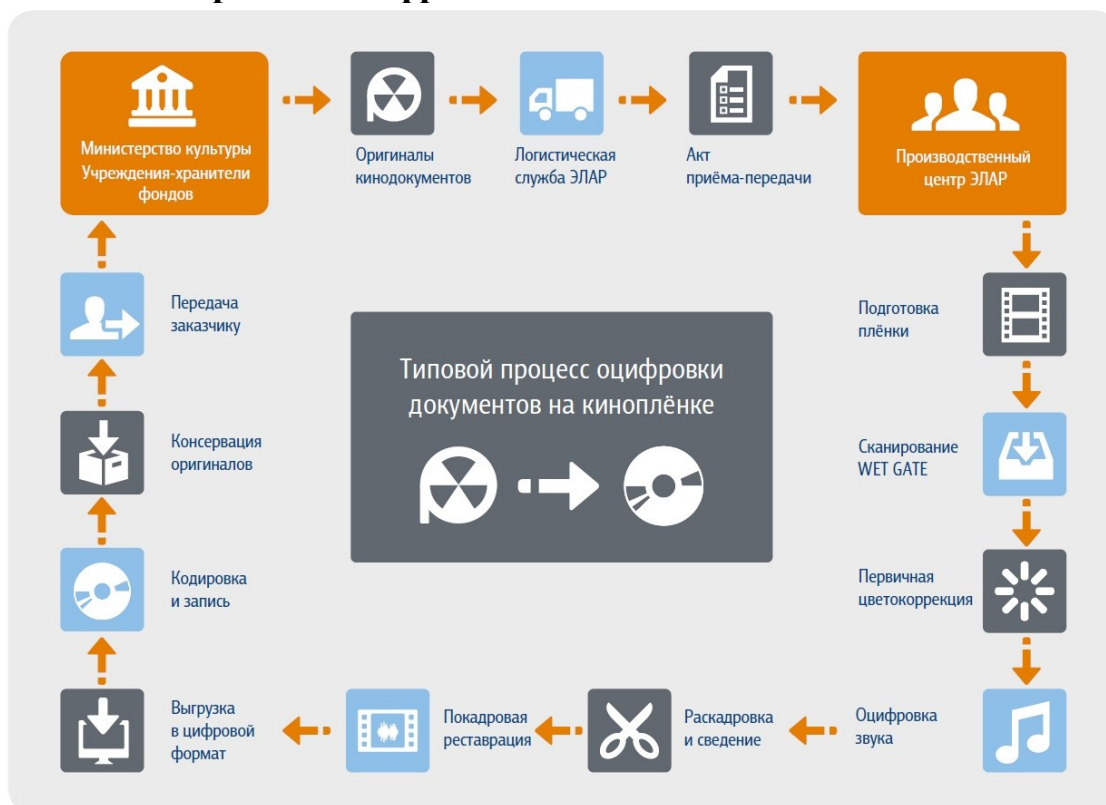 Министерство культуры
Учреждения-хранители
фондов
Оригиналы
кинодокументов
Логистическая
служба ЭЛАР
Акт
приёма-передачи
Производственный
центр ЭЛАР
Подготовка
плёнки
Сканирование
WET GATE
Первичная
цветокоррекция
Оцифровка
звука
Раскадровка
и сведение
Покадровая
реставрация
Выгрузка
в цифровой
формат
Кодировка
и запись
Консервация
оригиналов
Передача
заказчику
Типовой процесс оцифровки
документов на киноплёнке